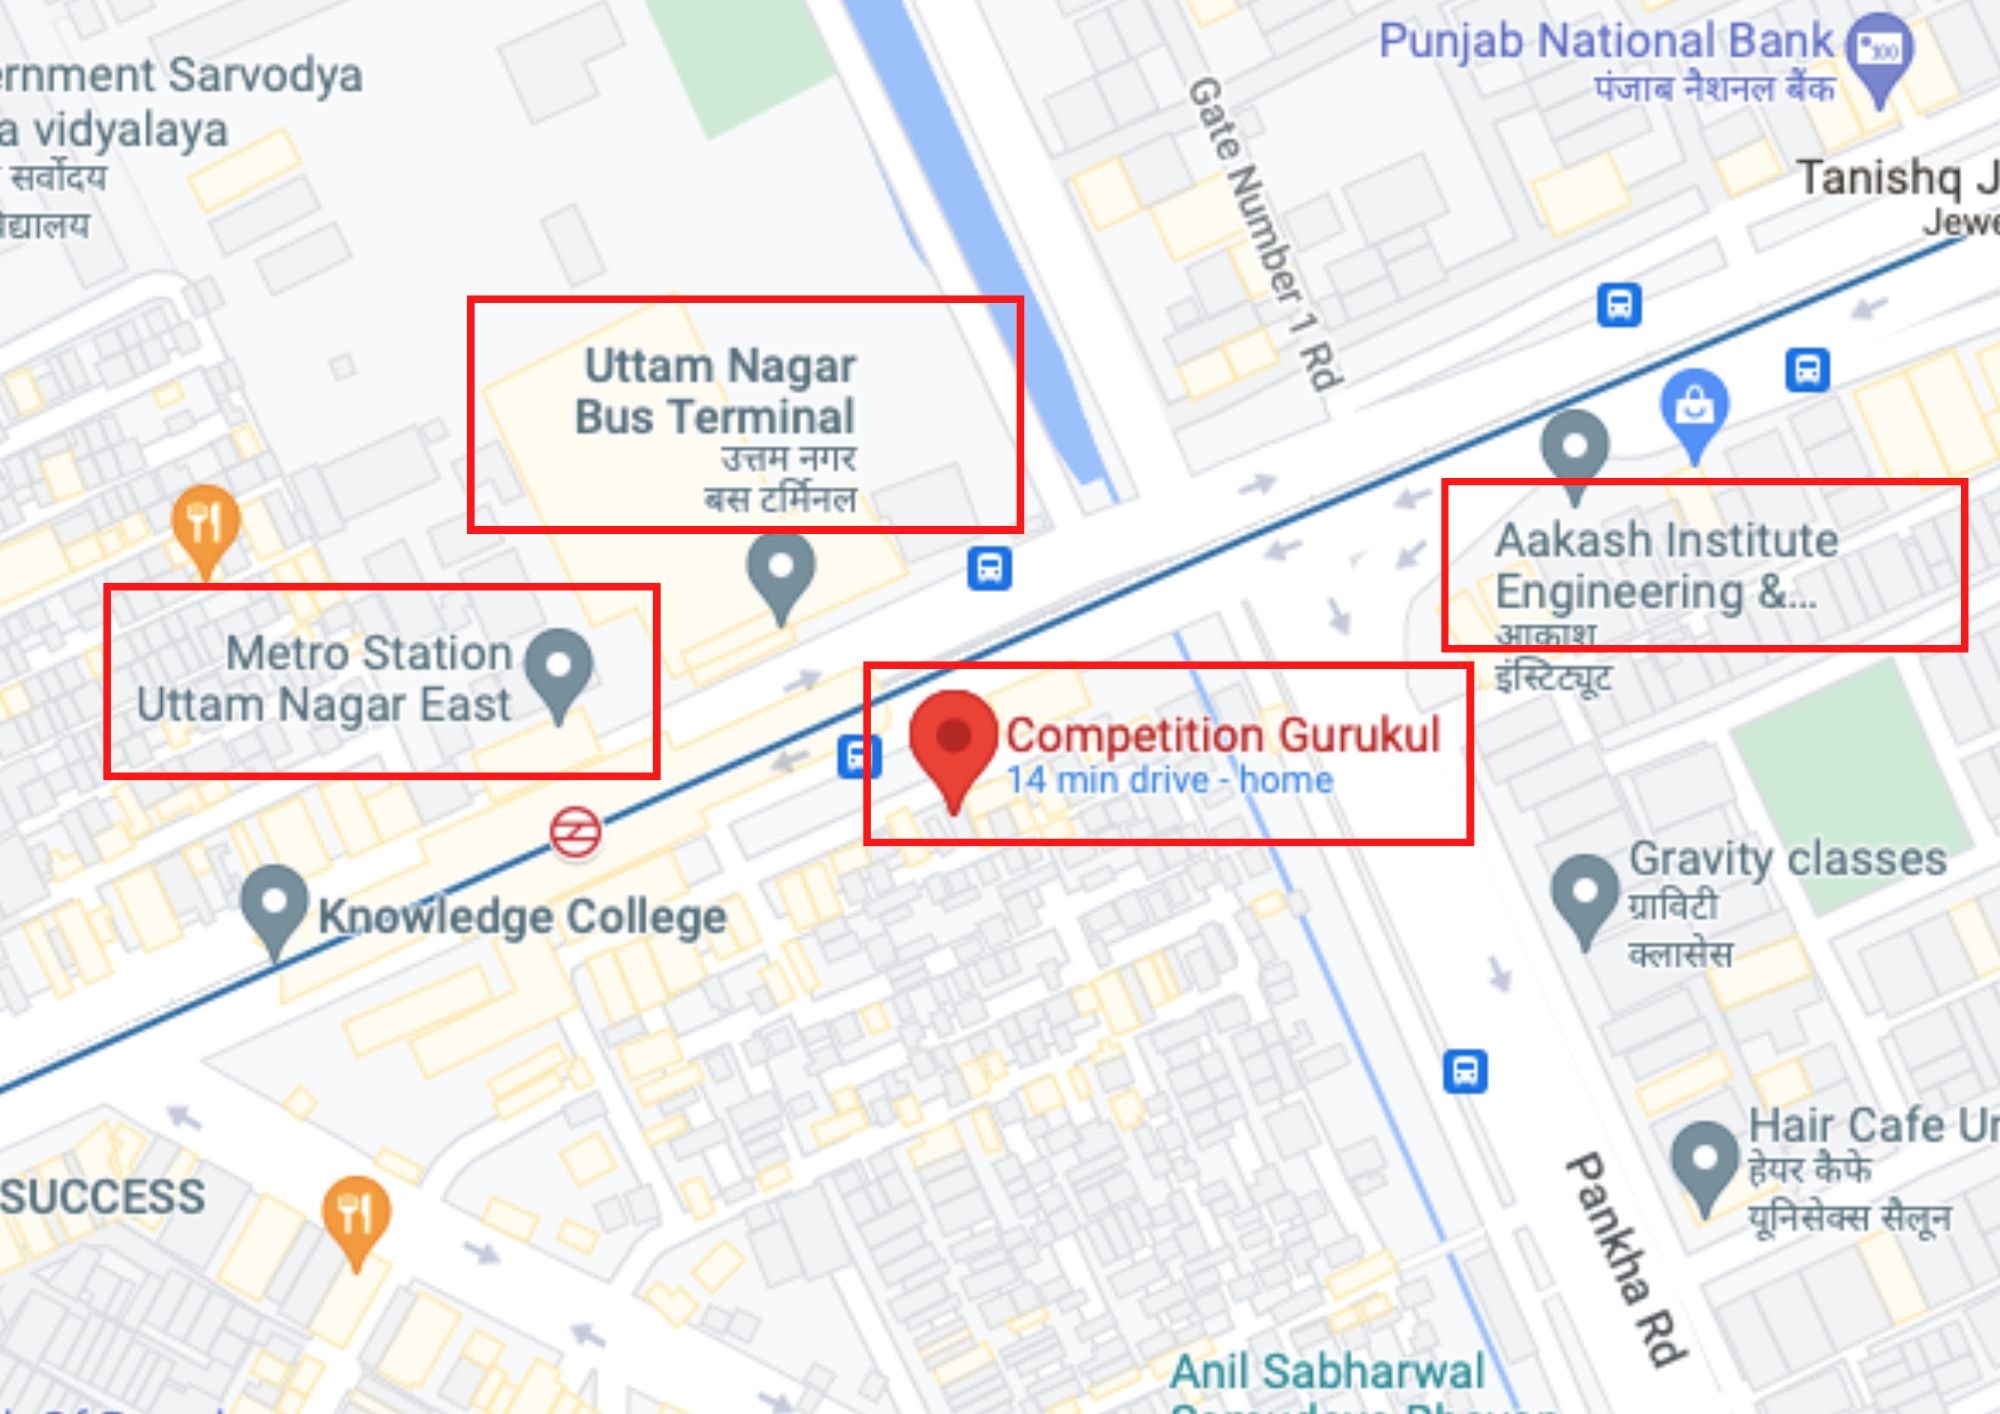 Punjab National Bank
पंजाब नैशनल बैंक
100
ernment Sarvodya
a vidyalaya
सर्वोदय
Gate Number 1 Rd
Tanishq J
Jewe
Uttam Nagar
Bus Terminal
उत्तम नगर
बस टर्मिनल
Aakash Institute
Engineering &...
आकाश
इंस्टिट्यूट
Metro Station
Uttam Nagar East
Competition Gurukul
14 min drive - home
Knowledge College
Gravity classes
ग्राविटी
क्लासेस
Hair Cafe Un
हेयर कैफे
यूनिसेक्स सैलून
SUCCESS
Pankha Rd
Anil Sabharwal